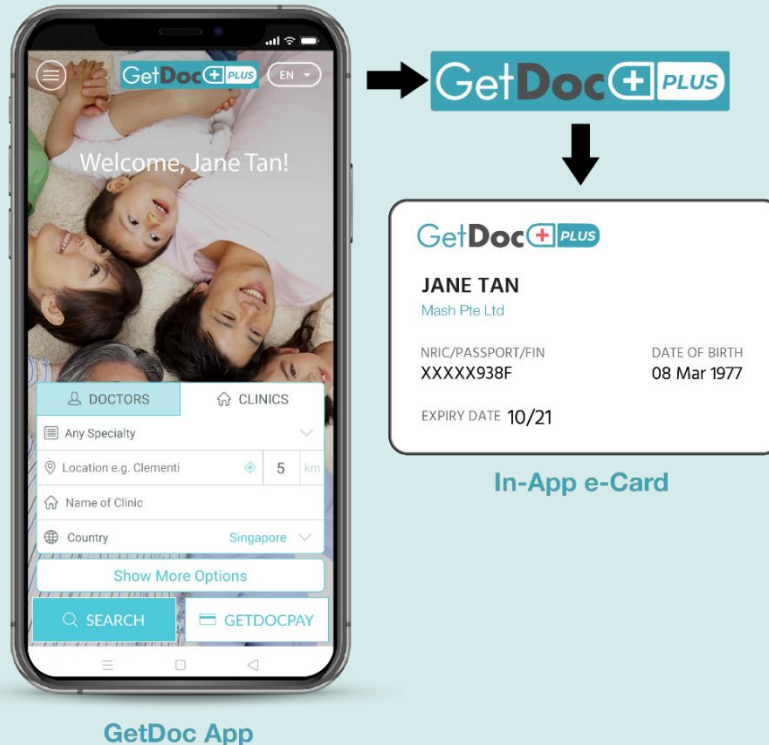 GetDoc PLUS
EN
Welcome, Jane Tan!
DOCTORS
CLINICS
Any Specialty
Location e.g. Clementi
5
km
Name of Clinic
Country
Singapore
Show More Options
SEARCH
GETDOCPAY
GetDoc App
GetDoc PLUS
GetDoc PLUS
JANE TAN
Mash Pte Ltd
NRIC/PASSPORT/FIN
DATE OF BIRTH
XXXXX938F
08 Mar 1977
EXPIRY DATE 10/21
In-App e-Card